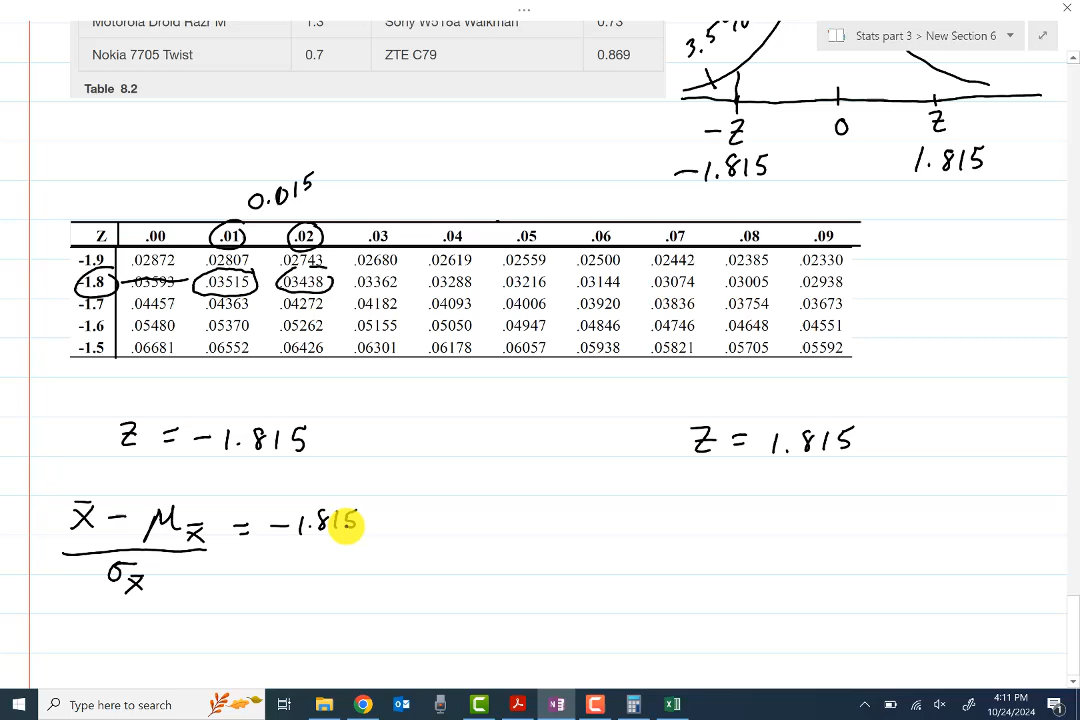 ...
Stats part 3 > New Section 6
Motorola Droid Razr M 1.3 Sony W518a Walkman 0.73
Nokia 7705 Twist 0.7 ZTE C79 0.869
Table 8.2
3.5%
-Z 0 Z
-1.815 1.815
0.015
Z .00 .01 .02 .03 .04 .05 .06 .07 .08 .09
-1.9 .02872 .02807 .02743 .02680 .02619 .02559 .02500 .02442 .02385 .02330
-1.8 .03593 .03515 .03438 .03362 .03288 .03216 .03144 .03074 .03005 .02938
-1.7 .04457 .04363 .04272 .04182 .04093 .04006 .03920 .03836 .03754 .03673
-1.6 .05480 .05370 .05262 .05155 .05050 .04947 .04846 .04746 .04648 .04551
-1.5 .06681 .06552 .06426 .06301 .06178 .06057 .05938 .05821 .05705 .05592
Z = -1.815 Z = 1.815
x̄ - μx̄ = -1.815
σx̄
Type here to search
4:11 PM
10/24/2024